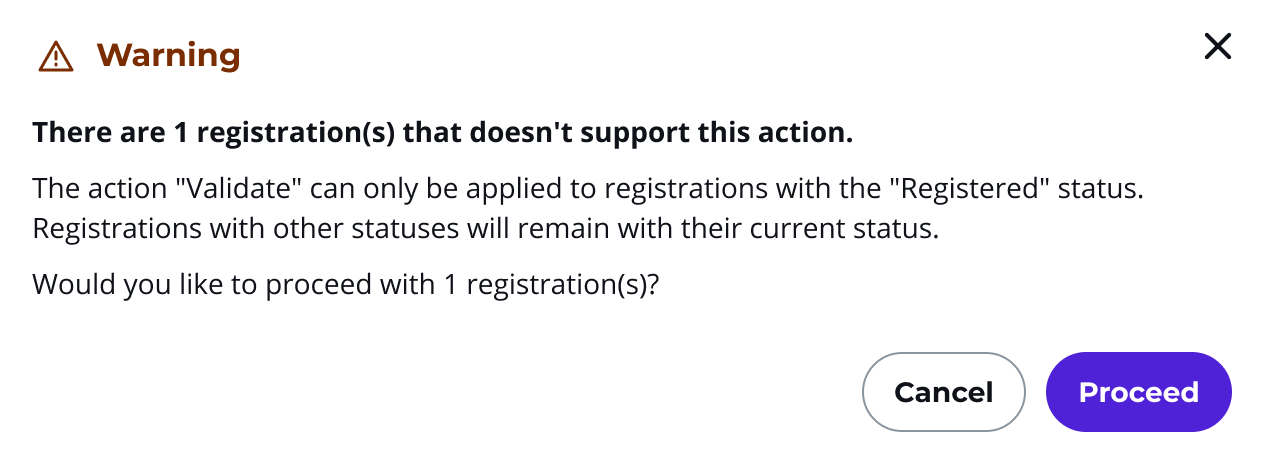 Warning
There are 1 registration(s) that doesn't support this action.
The action "Validate" can only be applied to registrations with the "Registered" status.
Registrations with other statuses will remain with their current status.
Would you like to proceed with 1 registration(s)?
Cancel
Proceed